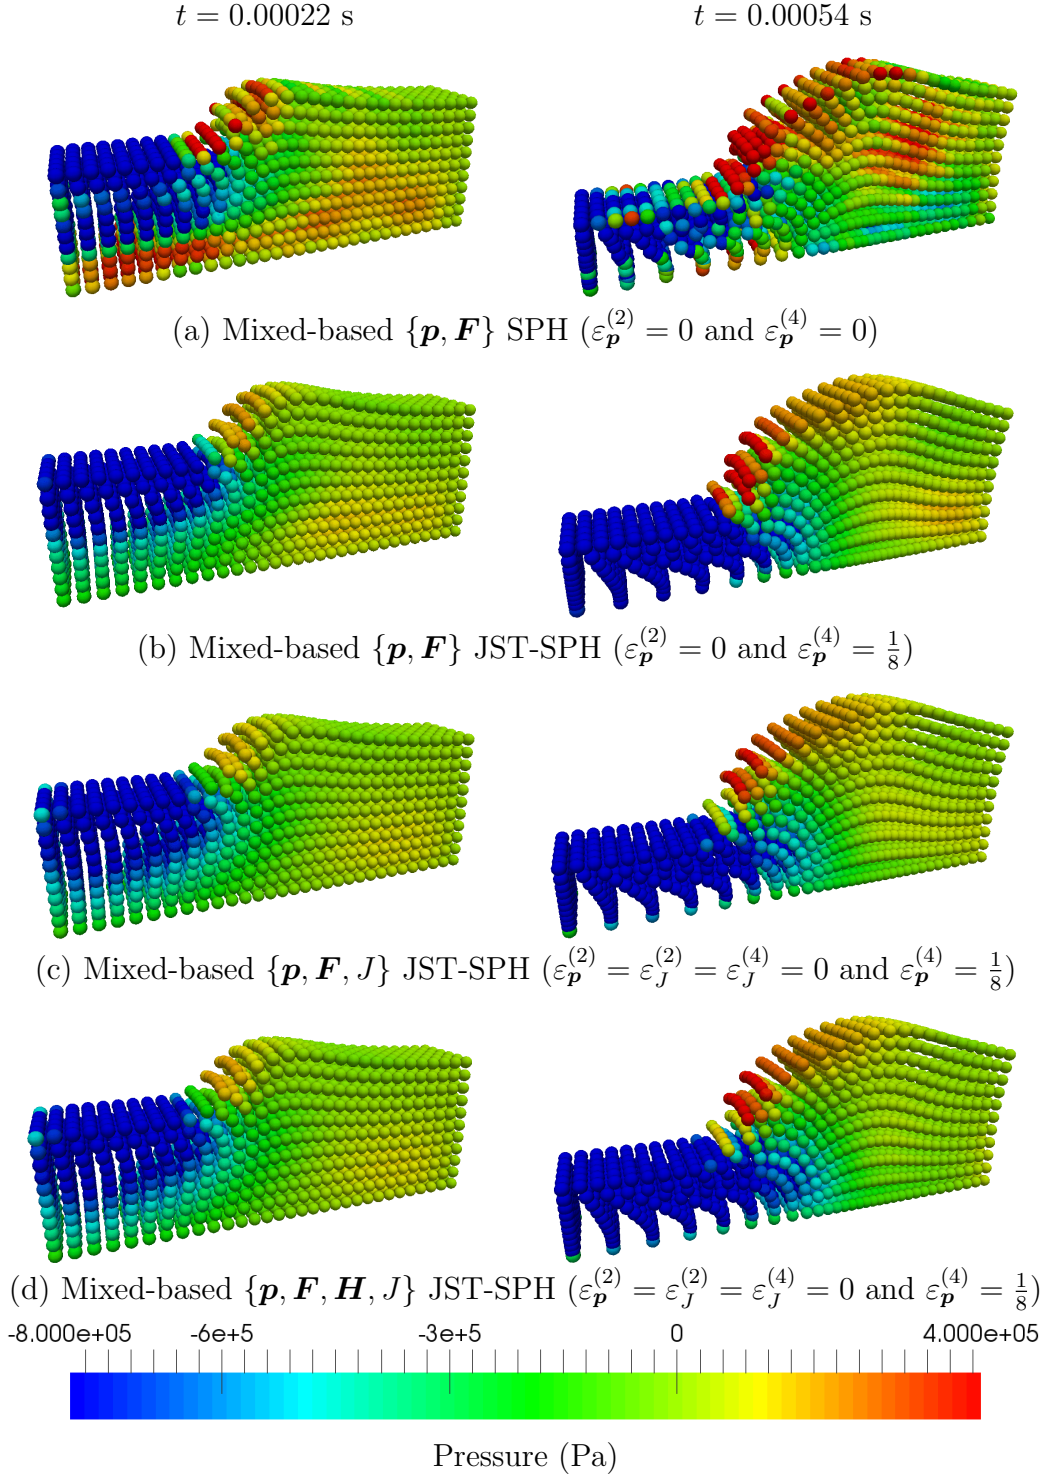 t = 0.00022 s
t = 0.00054 s
(a) Mixed-based {p, F} SPH (ε_p^(2) = 0 and ε_p^(4) = 0)
(b) Mixed-based {p, F} JST-SPH (ε_p^(2) = 0 and ε_p^(4) = 1/8)
(c) Mixed-based {p, F, J} JST-SPH (ε_p^(2) = ε_J^(2) = ε_J^(4) = 0 and ε_p^(4) = 1/8)
(d) Mixed-based {p, F, H, J} JST-SPH (ε_p^(2) = ε_J^(2) = ε_J^(4) = 0 and ε_p^(4) = 1/8)
-8.000e+05 -6e+5 -3e+5 0 4.000e+05
Pressure (Pa)